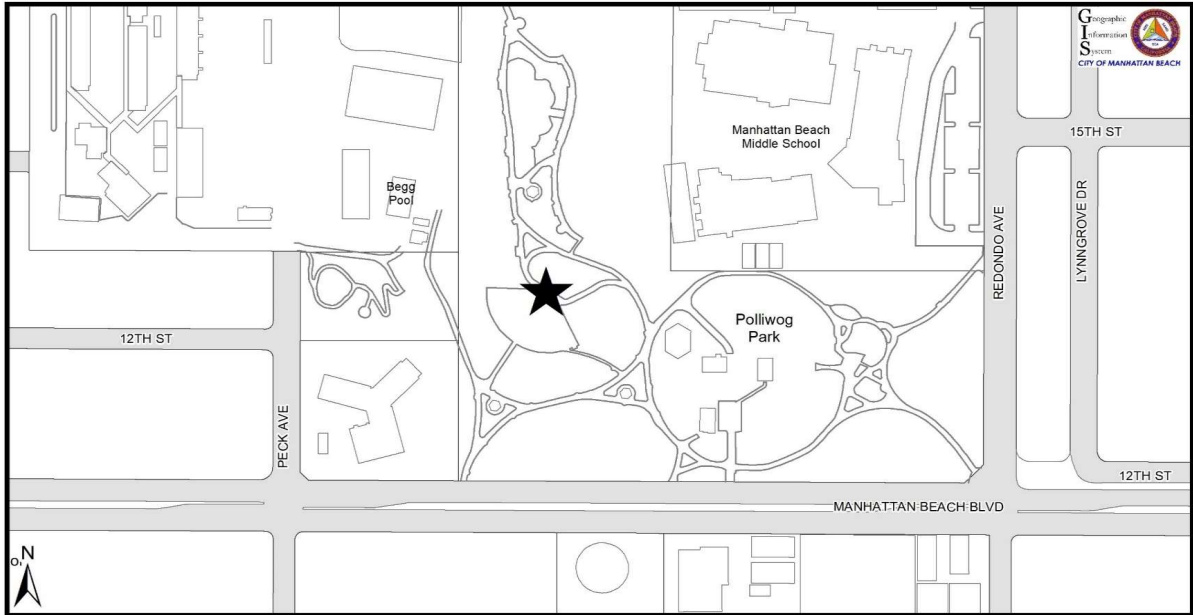 Geographic
Information
System
CITY OF MANHATTAN BEACH
15TH ST
Manhattan Beach
Middle School
Begg
Pool
REDONDO AVE
LYNNGROVE DR
Polliwog
Park
12TH ST
PECK AVE
12TH ST
MANHATTAN BEACH BLVD
N